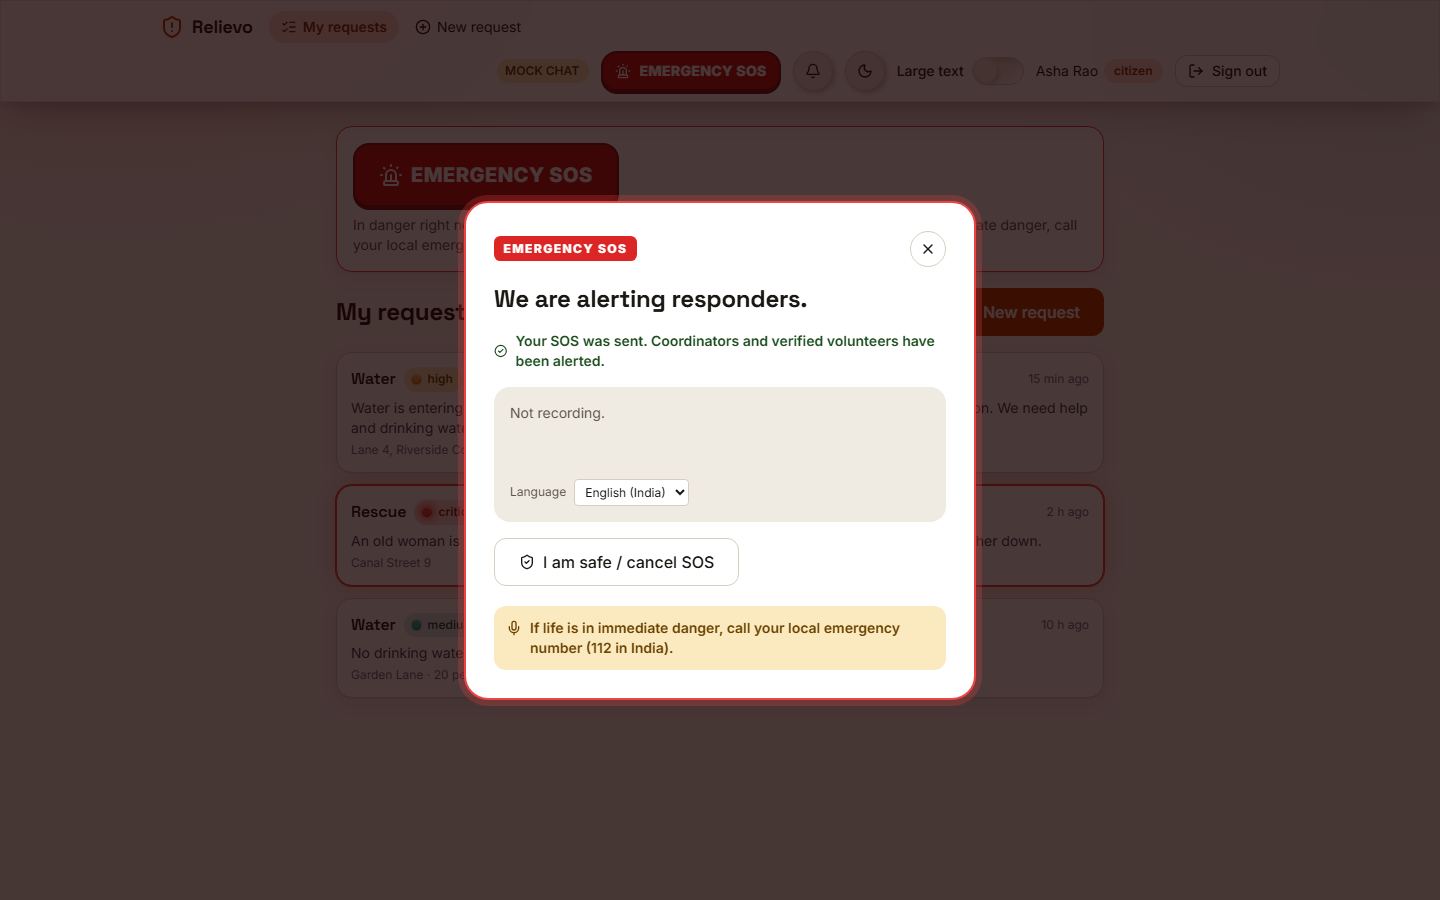 Relievo
My requests
New request
MOCK CHAT
EMERGENCY SOS
Large text
Asha Rao
citizen
Sign out
EMERGENCY SOS
In danger right
ate danger, call
your local emerg
My request
New request
EMERGENCY SOS
We are alerting responders.
Your SOS was sent. Coordinators and verified volunteers have
been alerted.
Not recording.
Language
English (India)
I am safe / cancel SOS
If life is in immediate danger, call your local emergency
number (112 in India).
Water
high
15 min ago
Water is entering
on. We need help
and drinking wat
Lane 4, Riverside Co
Rescue
critic
2 h ago
An old woman is
her down.
Canal Street 9
Water
mediu
10 h ago
No drinking wate
Garden Lane · 20 pe